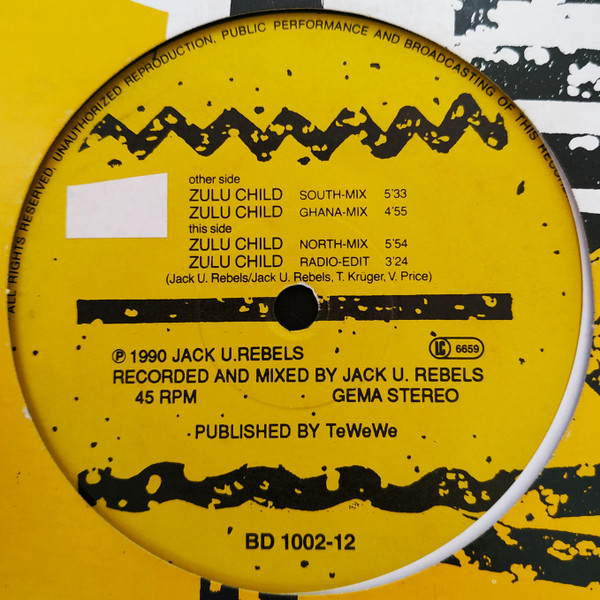 ALL RIGHTS RESERVED, UNAUTHORIZED REPRODUCTION, PUBLIC PERFORMANCE AND BROADCASTING OF THIS RECOR
other side
ZULU CHILD SOUTH-MIX 5'33
ZULU CHILD GHANA-MIX 4'55
this side
ZULU CHILD NORTH-MIX 5'54
ZULU CHILD RADIO-EDIT 3'24
(Jack U. Rebels/Jack U. Rebels, T. Krüger, V. Price)
℗ 1990 JACK U.REBELS LC 6659
RECORDED AND MIXED BY JACK U. REBELS
45 RPM GEMA STEREO
PUBLISHED BY TeWeWe
BD 1002-12